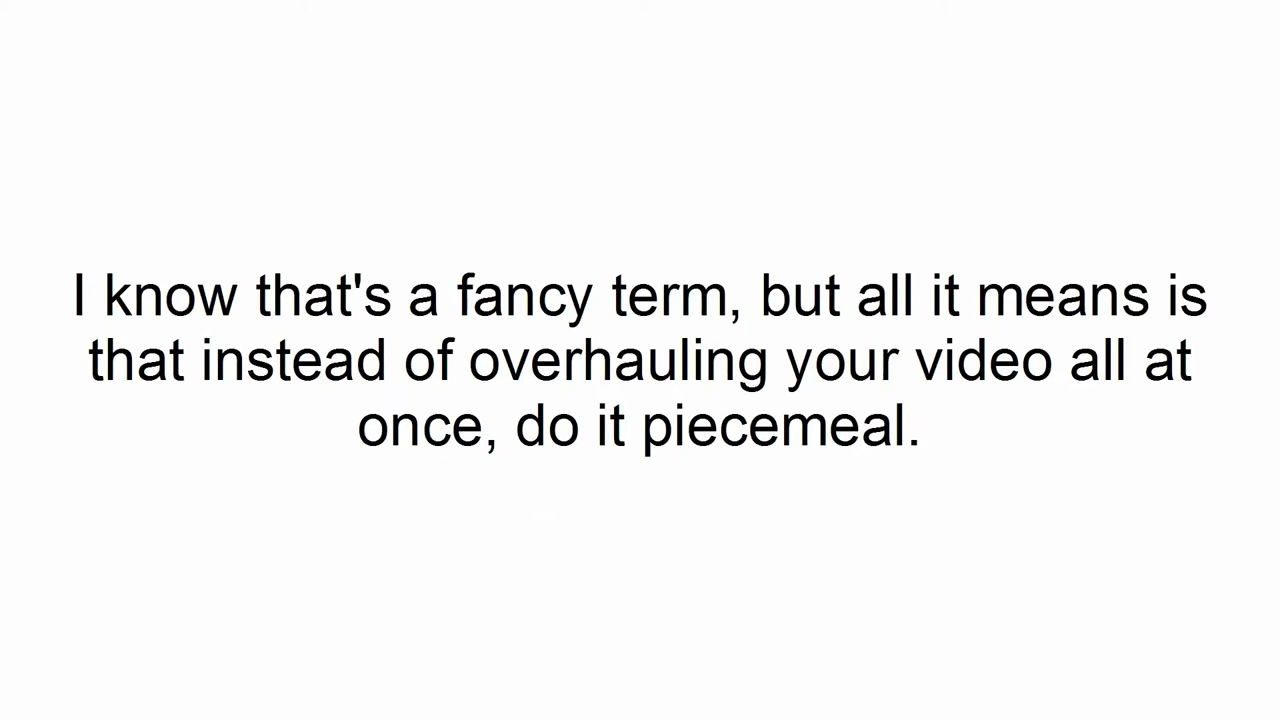 I know that's a fancy term, but all it means is
that instead of overhauling your video all at
once, do it piecemeal.